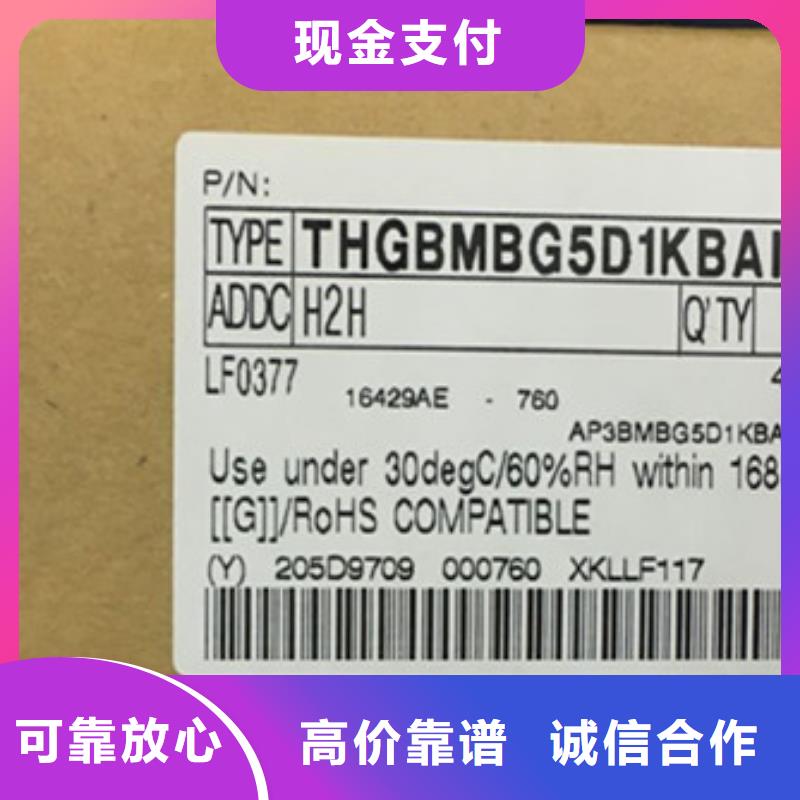 现金支付
P/N:
TYPE THGBMBG5D1KBAI
ADDC H2H Q'TY
LF0377
16429AE - 760
AP3BMBG5D1KBA
Use under 30degC/60%RH within 168
[[G]]/RoHS COMPATIBLE
(Y) 205D9709 000760 XKLLF117
可靠放心 高价靠谱 诚信合作